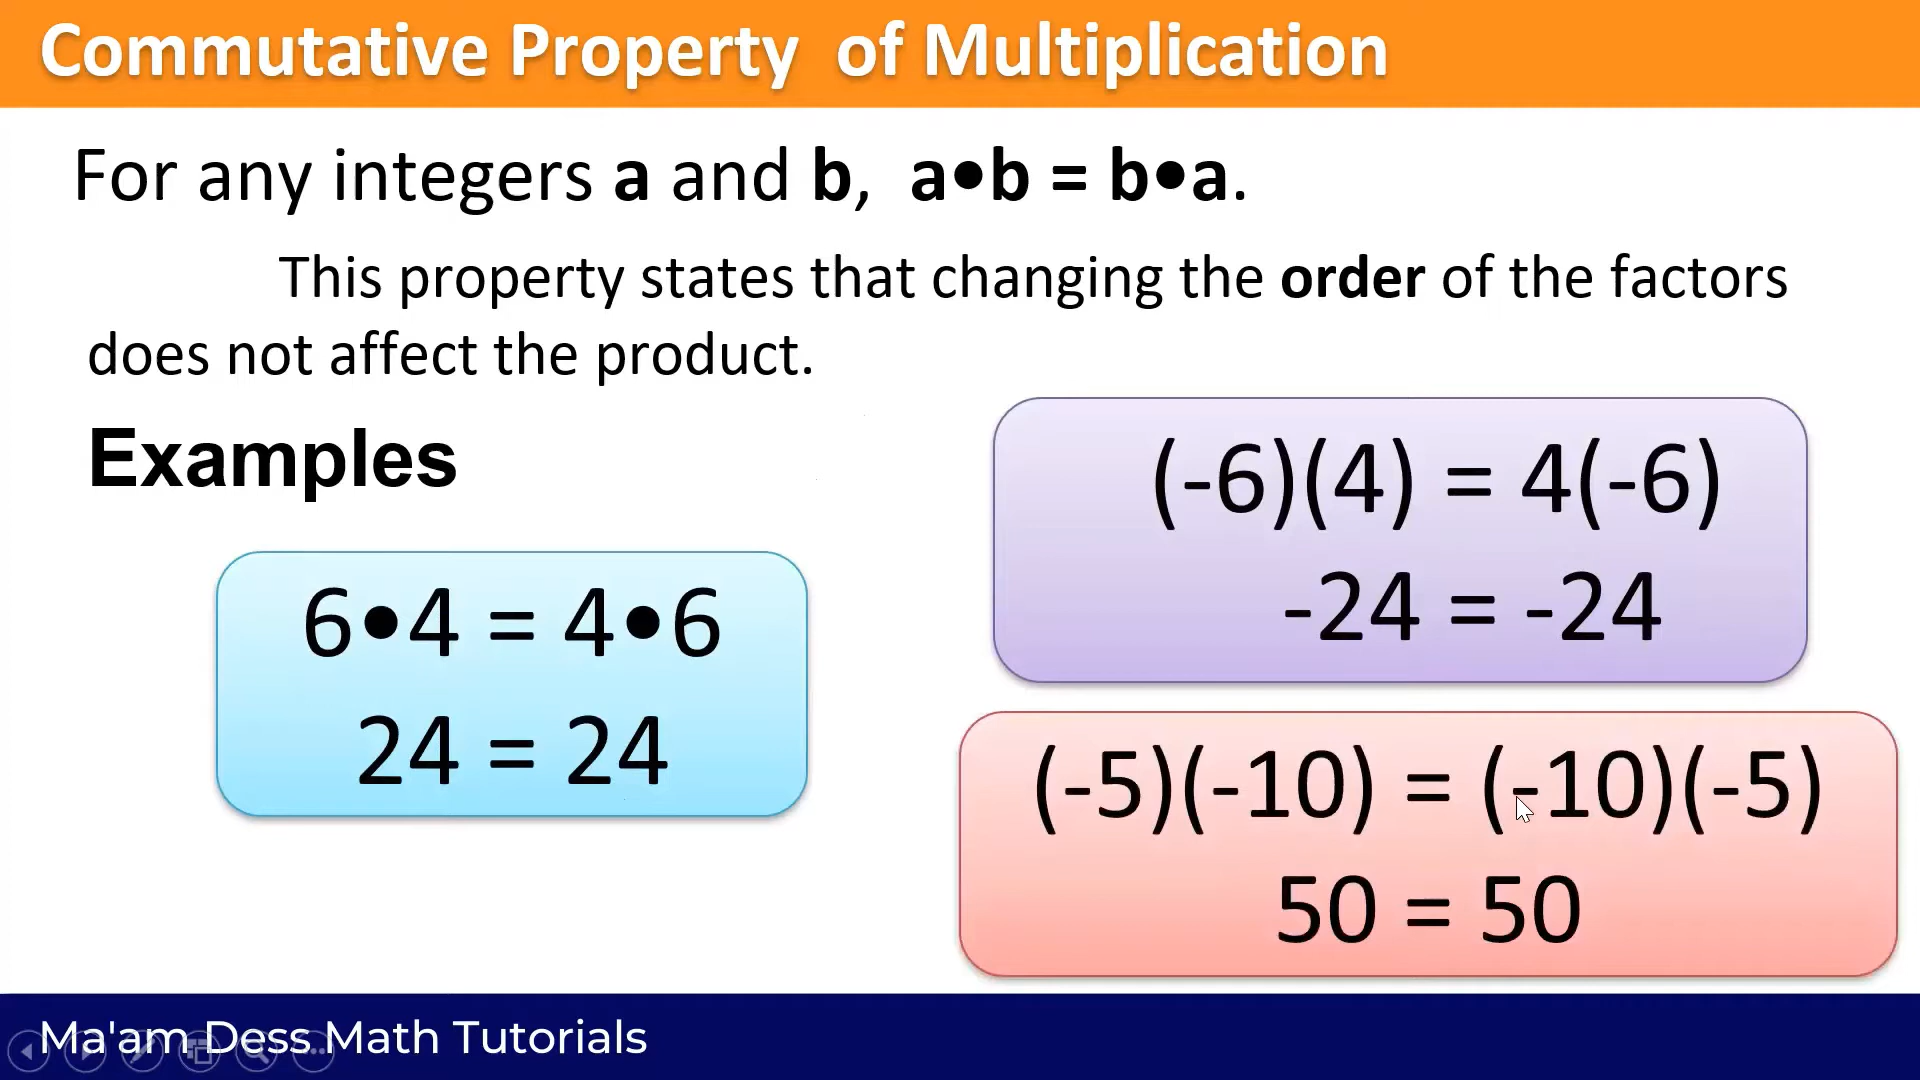 Commutative Property of Multiplication
For any integers a and b, a•b = b•a.
This property states that changing the order of the factors
does not affect the product.
Examples
6•4 = 4•6
24 = 24
(-6)(4) = 4(-6)
-24 = -24
(-5)(-10) = (-10)(-5)
50 = 50
Ma'am Dess Math Tutorials